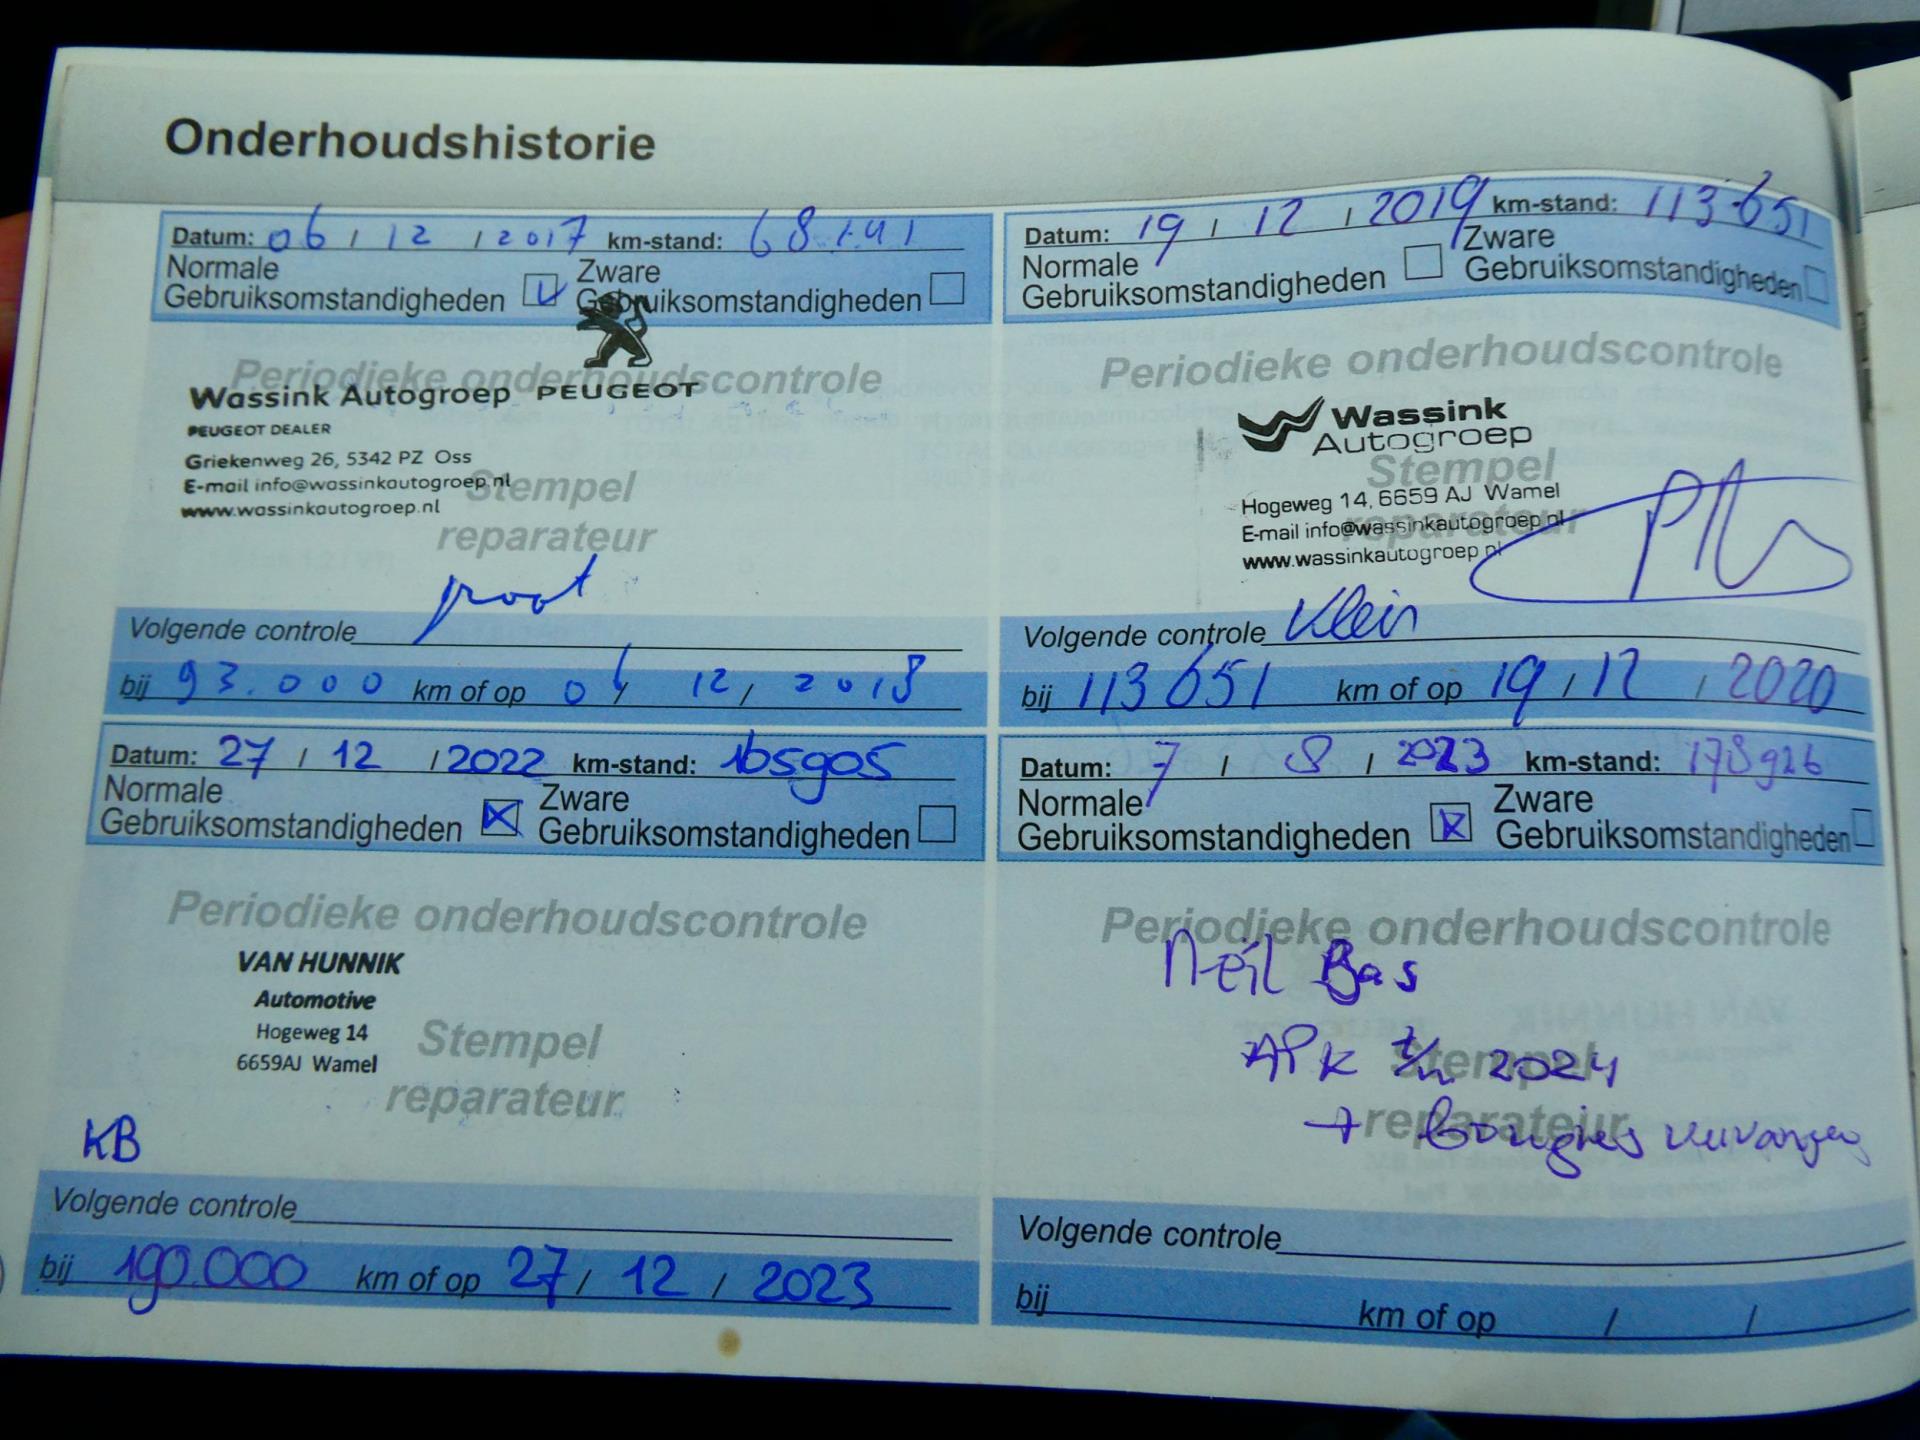 Onderhoudshistorie
Datum: 06 / 12 / 2017 km-stand: 68.141
Normale Zware
Gebruiksomstandigheden Gebruiksomstandigheden
Periodieke onderhoudscontrole
Wassink Autogroep PEUGEOT
PEUGEOT DEALER
Griekenweg 26, 5342 PZ Oss
E-mail info@wassinkautogroep.nl
www.wassinkautogroep.nl
Stempel
reparateur
Volgende controle groot
bij 93.000 km of op 06 / 12 / 2018
Datum: 19 / 12 / 2019 km-stand: 113651
Normale Zware
Gebruiksomstandigheden Gebruiksomstandigheden
Periodieke onderhoudscontrole
Wassink
Autogroep
Stempel
Hogeweg 14, 6659 AJ Wamel
E-mail info@wassinkautogroep.nl
reparateur
www.wassinkautogroep.nl
Volgende controle Klein
bij 113651 km of op 19 / 12 / 2020
Datum: 27 / 12 / 2022 km-stand: 165905
Normale Zware
Gebruiksomstandigheden Gebruiksomstandigheden
Periodieke onderhoudscontrole
VAN HUNNIK
Automotive
Hogeweg 14
6659AJ Wamel
Stempel
reparateur
KB
Volgende controle
bij 190.000 km of op 27 / 12 / 2023
Datum: 7 / 8 / 2023 km-stand: 178926
Normale Zware
Gebruiksomstandigheden Gebruiksomstandigheden
Periodieke onderhoudscontrole
Neil Bas
APK t/m 2024
Stempel
reparateur
+ Bougies vervangen
Volgende controle
bij km of op / /